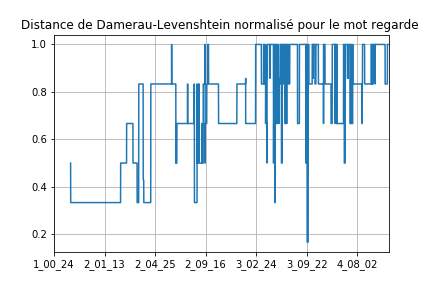 Distance de Damerau-Levenshtein normalisé pour le mot regarde
1.0
0.8
0.6
0.4
0.2
1_00_24 2_01_13 2_04_25 2_09_16 3_02_24 3_09_22 4_08_02